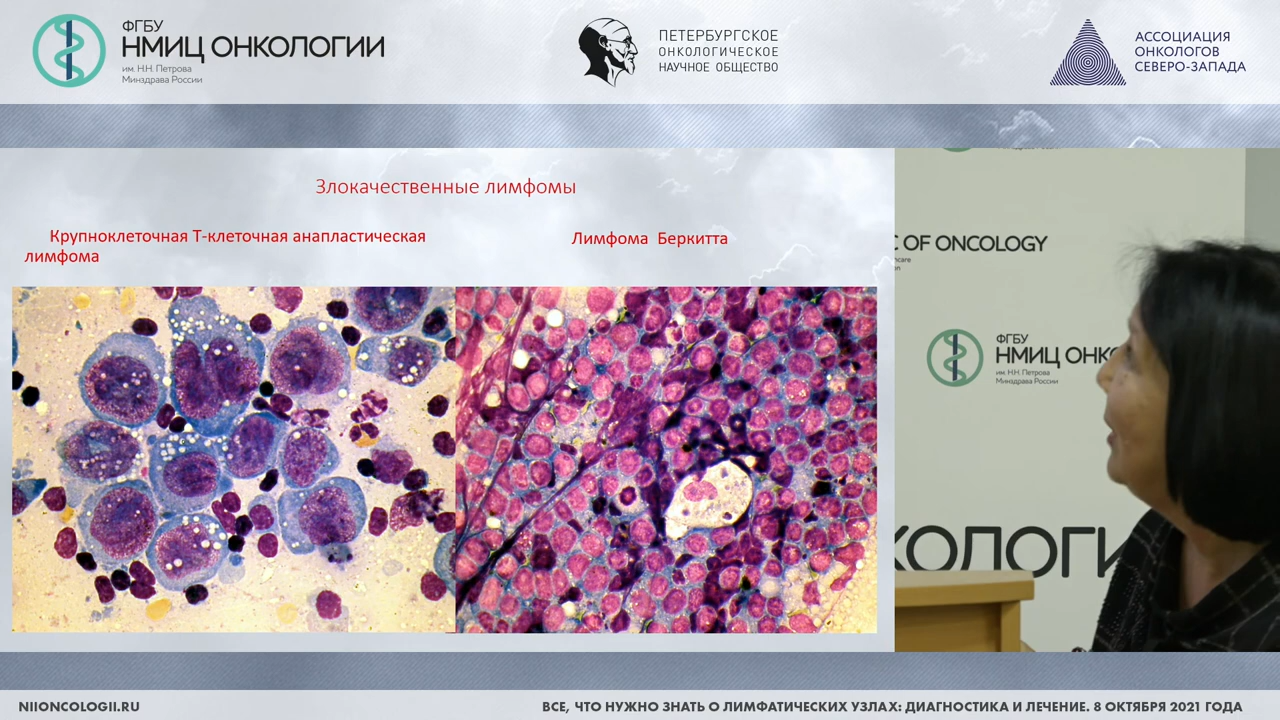 ФГБУ
НМИЦ ОНКОЛОГИИ
им. Н.Н. Петрова
Минздрава России
ПЕТЕРБУРГСКОЕ
ОНКОЛОГИЧЕСКОЕ
НАУЧНОЕ ОБЩЕСТВО
АССОЦИАЦИЯ
ОНКОЛОГОВ
СЕВЕРО-ЗАПАДА
Злокачественные лимфомы
Крупноклеточная Т-клеточная анапластическая
лимфома
Лимфома Беркитта
OF ONCOLOGY
ФГБУ
НМИЦ ОНКО
им. Н.Н. Петрова
Минздрава России
КОЛОГИ
NIIONCOLOGII.RU
ВСЕ, ЧТО НУЖНО ЗНАТЬ О ЛИМФАТИЧЕСКИХ УЗЛАХ: ДИАГНОСТИКА И ЛЕЧЕНИЕ. 8 ОКТЯБРЯ 2021 ГОДА